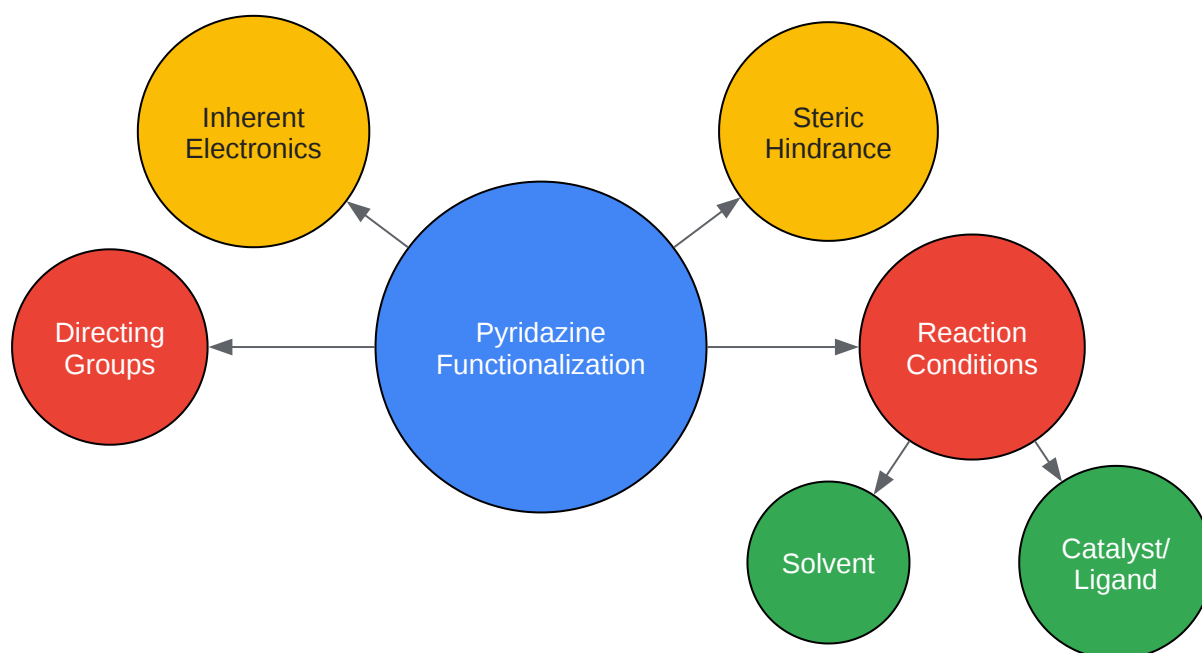 Inherent
Electronics
Steric
Hindrance
Directing
Groups
Pyridazine
Functionalization
Reaction
Conditions
Solvent
Catalyst/
Ligand